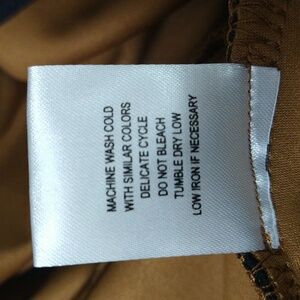 MACHINE WASH COLD
WITH SIMILAR COLORS
DELICATE CYCLE
DO NOT BLEACH
TUMBLE DRY LOW
LOW IRON IF NECESSARY